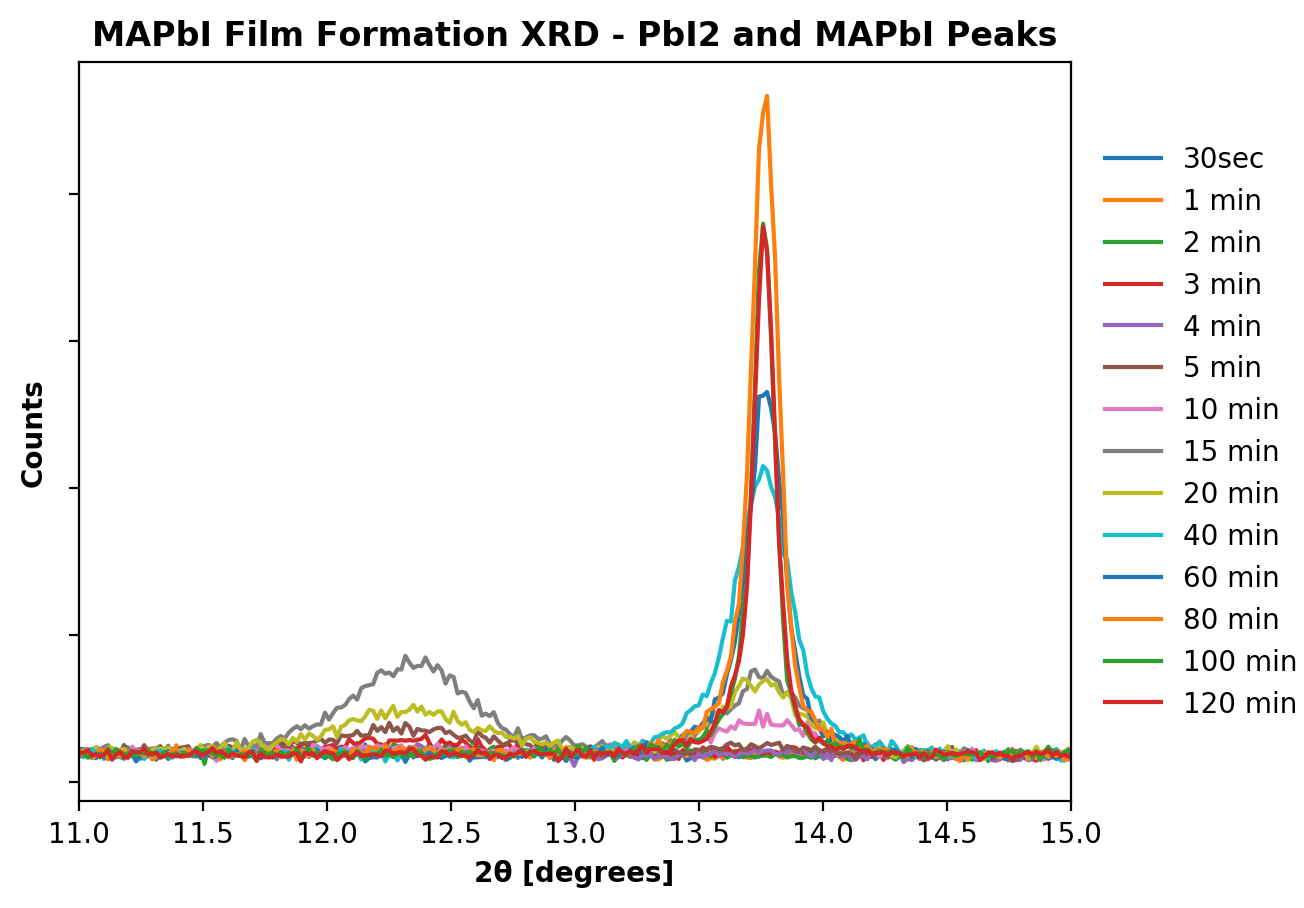 MAPbI Film Formation XRD - PbI2 and MAPbI Peaks
Counts
30sec
1 min
2 min
3 min
4 min
5 min
10 min
15 min
20 min
40 min
60 min
80 min
100 min
120 min
11.0 11.5 12.0 12.5 13.0 13.5 14.0 14.5 15.0
2θ [degrees]